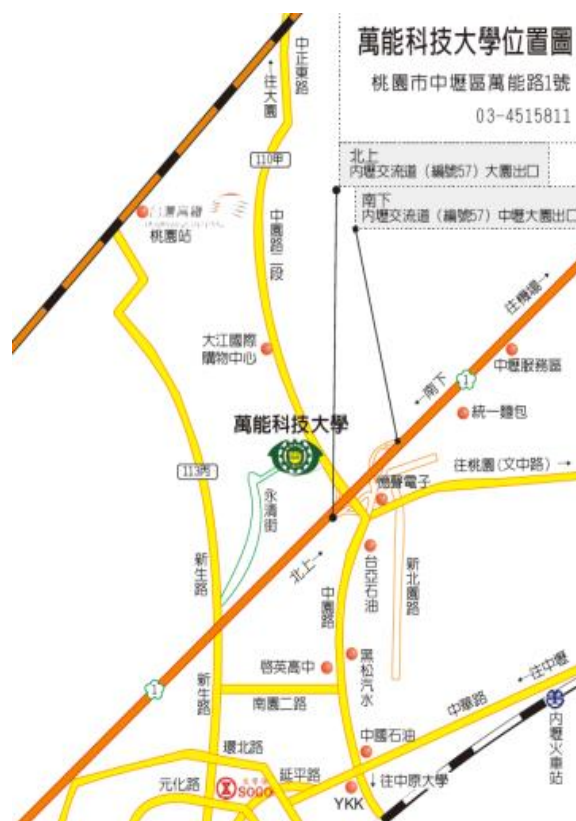 萬能科技大學位置圖
桃園市中壢區萬能路1號
03-4515811
北上
內壢交流道（編號57）大園出口
南下
內壢交流道（編號57）中壢大園出口
中正東路
←往大園
110甲
台灣高鐵
桃園站
中園路二段
往機場→
大江國際
購物中心
中壢服務區
1
←南下
統一麵包
萬能科技大學
往桃園(文中路) →
113丙
億聲電子
永清街
北上→
台亞石油
新北園路
新生路
中園路
黑松汽水
啓英高中
←往中壢
1
新生路
南園二路
中華路
內壢火車站
環北路
中國石油
元化路
SOGO
延平路
↓往中原大學
YKK